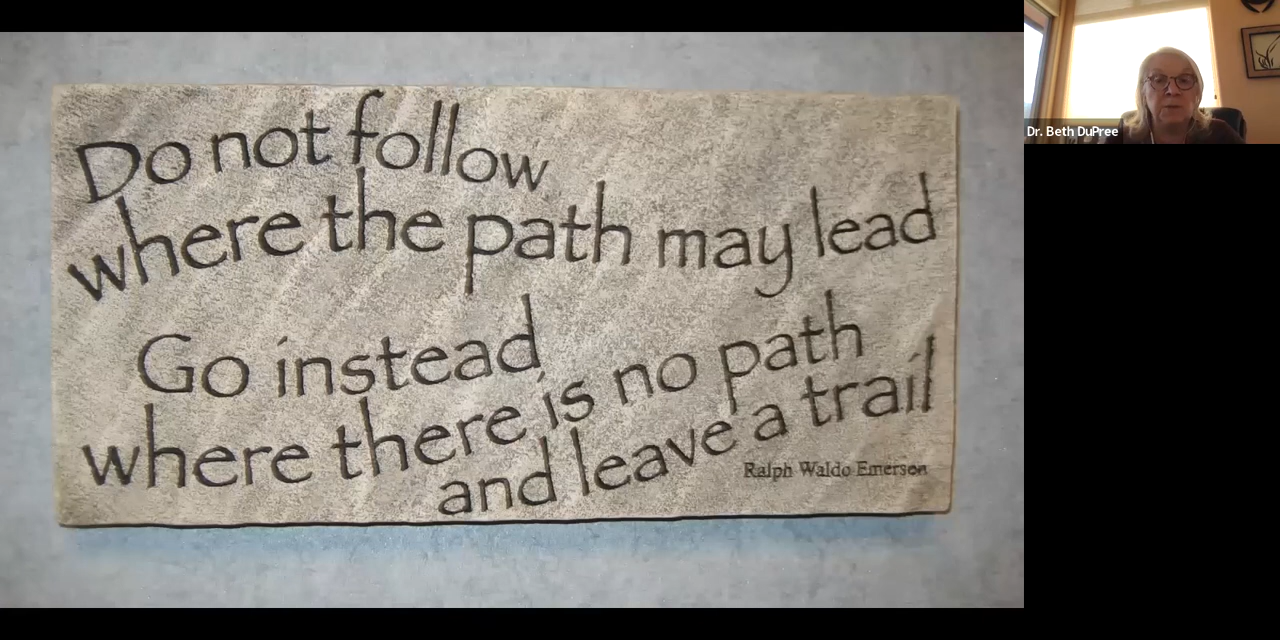 Do not follow
where the path may lead
Go instead
where there is no path
and leave a trail
Ralph Waldo Emerson
Dr. Beth DuPree